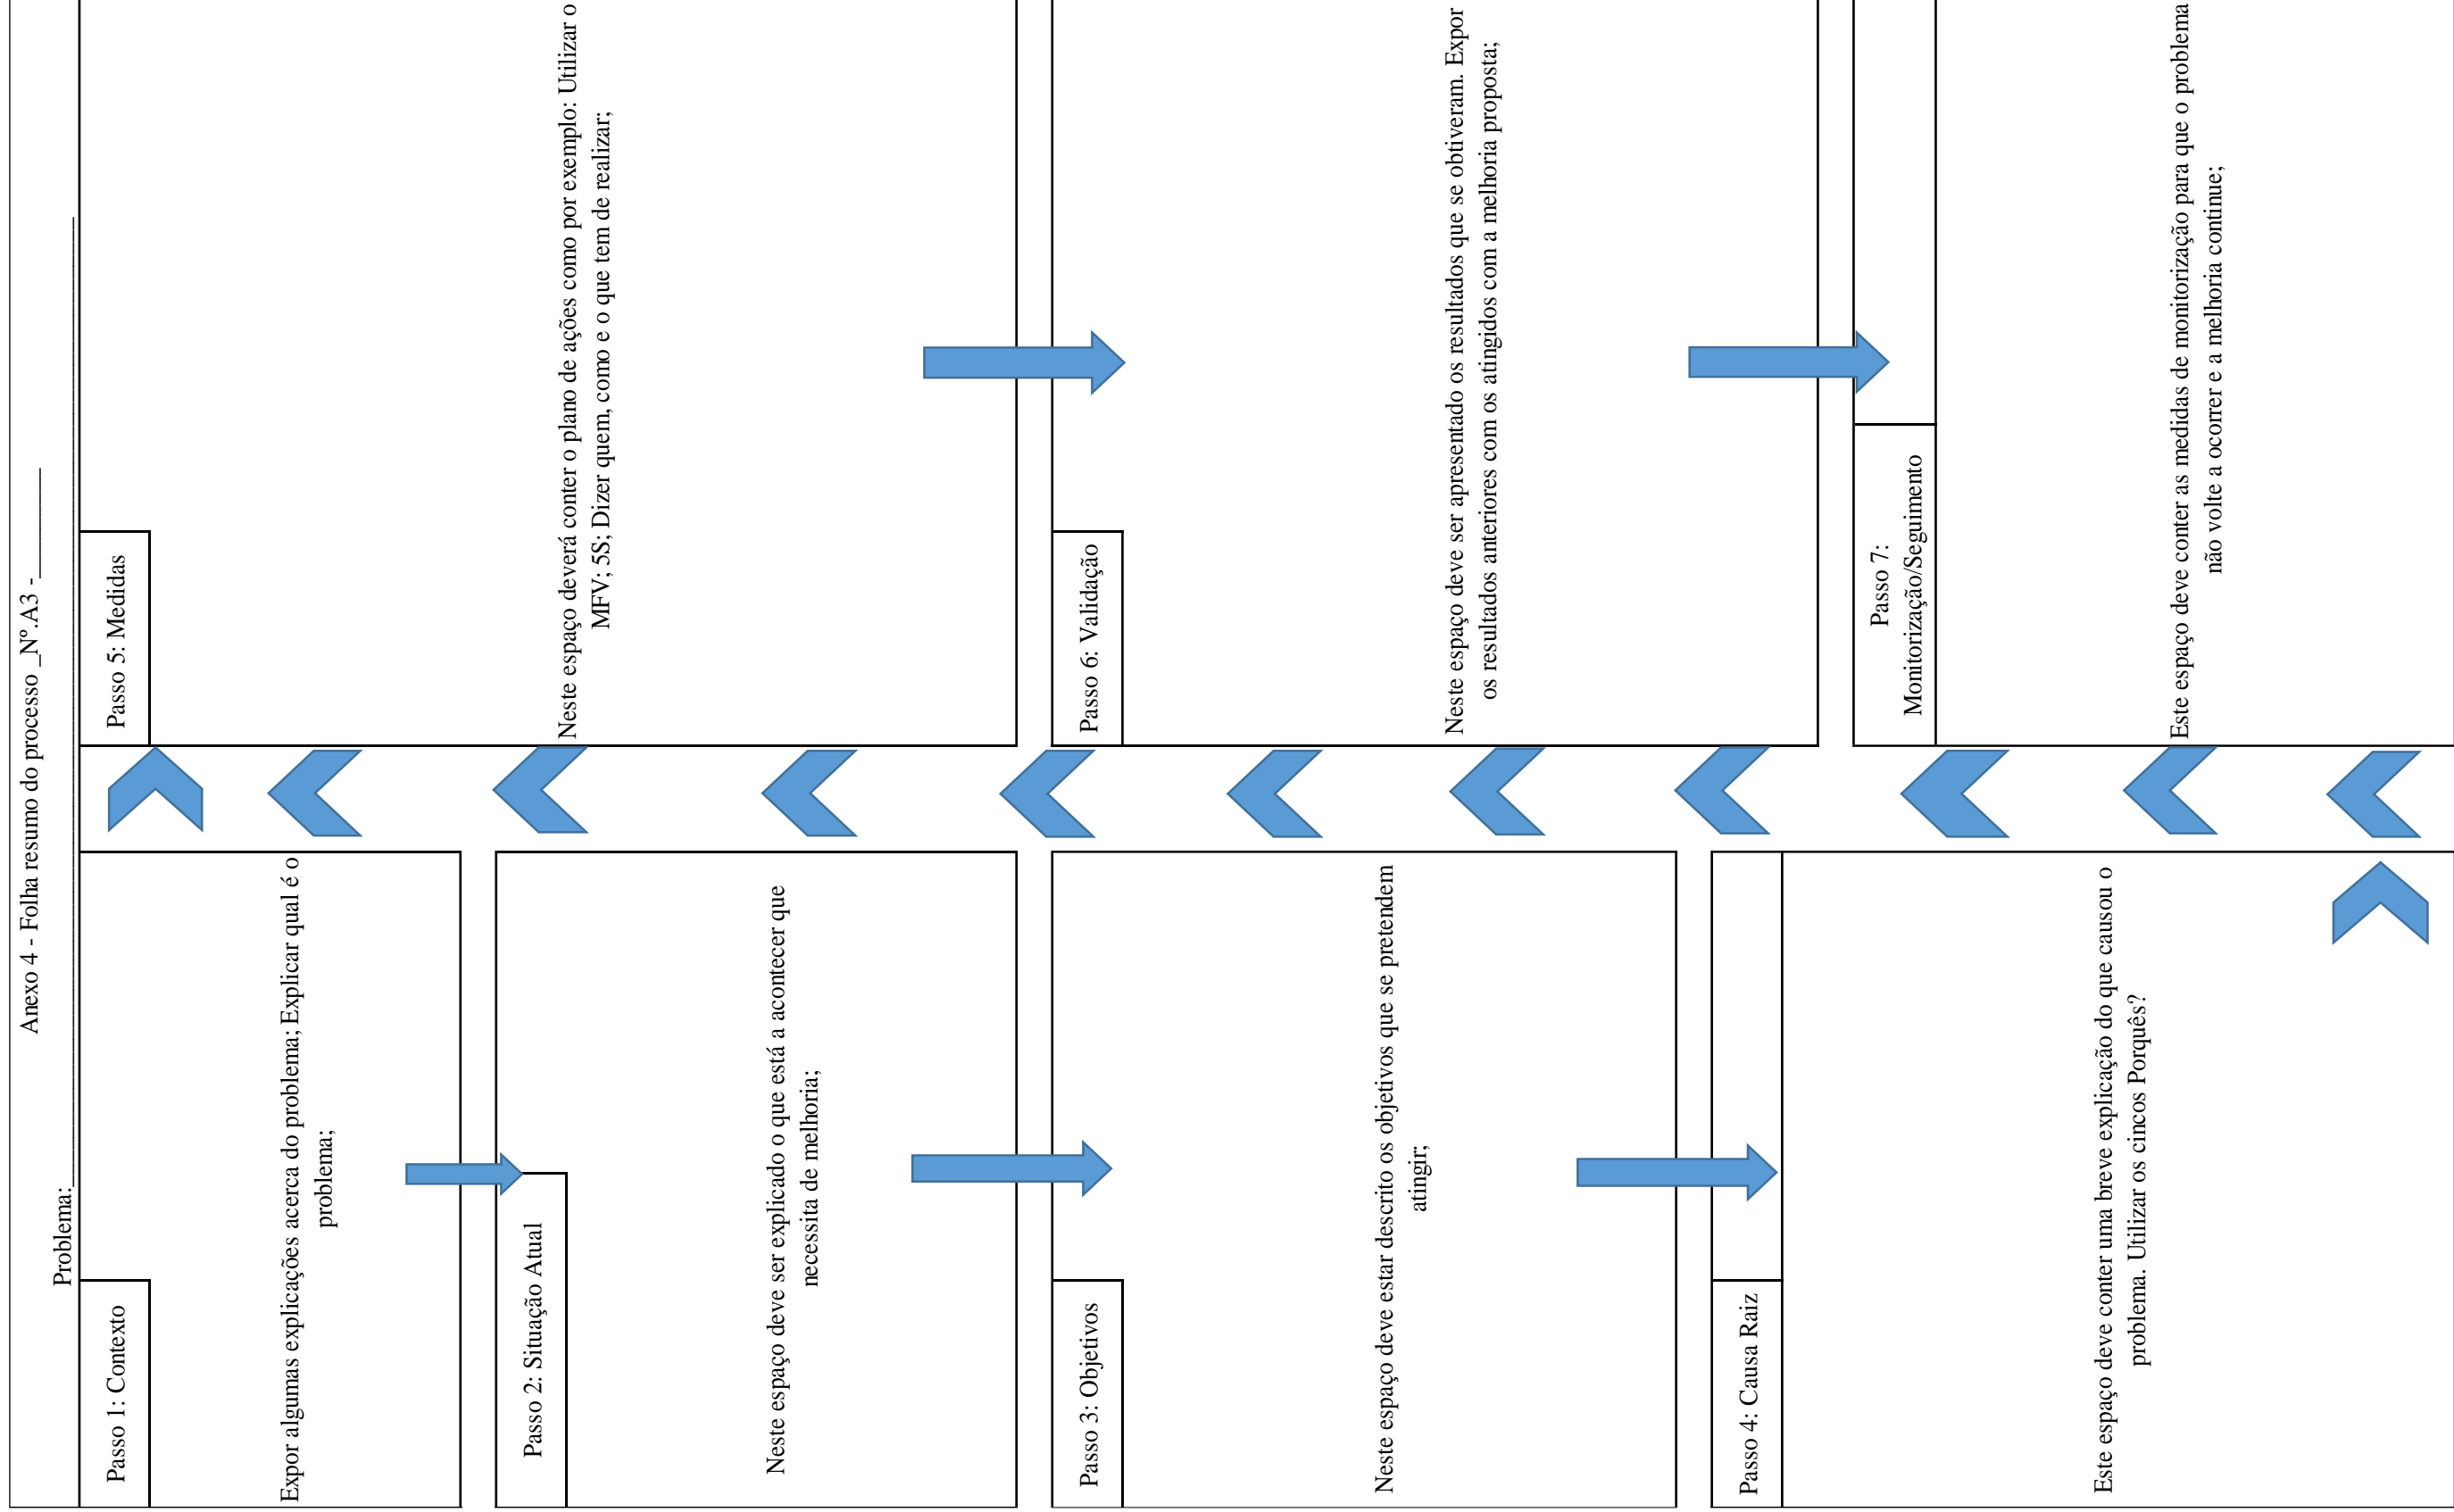 Anexo 4 - Folha resumo do processo _Nº.A3 -________
Problema:________________________________________________________________________________
Passo 1: Contexto
Expor algumas explicações acerca do problema; Explicar qual é o
problema;
Passo 2: Situação Atual
Neste espaço deve ser explicado o que está a acontecer que
necessita de melhoria;
Passo 3: Objetivos
Neste espaço deve estar descrito os objetivos que se pretendem
atingir;
Passo 4: Causa Raiz
Este espaço deve conter uma breve explicação do que causou o
problema. Utilizar os cincos Porquês?
Passo 5: Medidas
Neste espaço deverá conter o plano de ações como por exemplo: Utilizar o
MFV; 5S; Dizer quem, como e o que tem de realizar;
Passo 6: Validação
Neste espaço deve ser apresentado os resultados que se obtiveram. Expor
os resultados anteriores com os atingidos com a melhoria proposta;
Passo 7:
Monitorização/Seguimento
Este espaço deve conter as medidas de monitorização para que o problema
não volte a ocorrer e a melhoria continue;